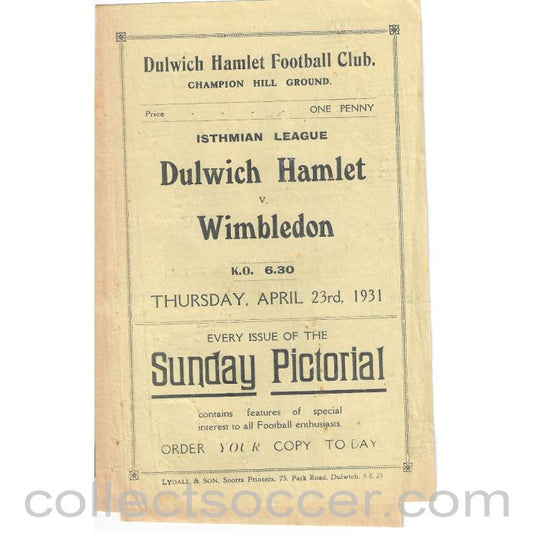 Dulwich Hamlet Football Club.
CHAMPION HILL GROUND.
Price . . . . ONE PENNY
ISTHMIAN LEAGUE
Dulwich Hamlet
v.
Wimbledon
K.O. 6.30
THURSDAY, APRIL 23rd, 1931
EVERY ISSUE OF THE
Sunday Pictorial
contains features of special
interest to all Football enthusiasts.
ORDER YOUR COPY TO-DAY
LYDALL & SON, Sports Printers, 73, Park Road, Dulwich, S.E.21
collectsoccer.com